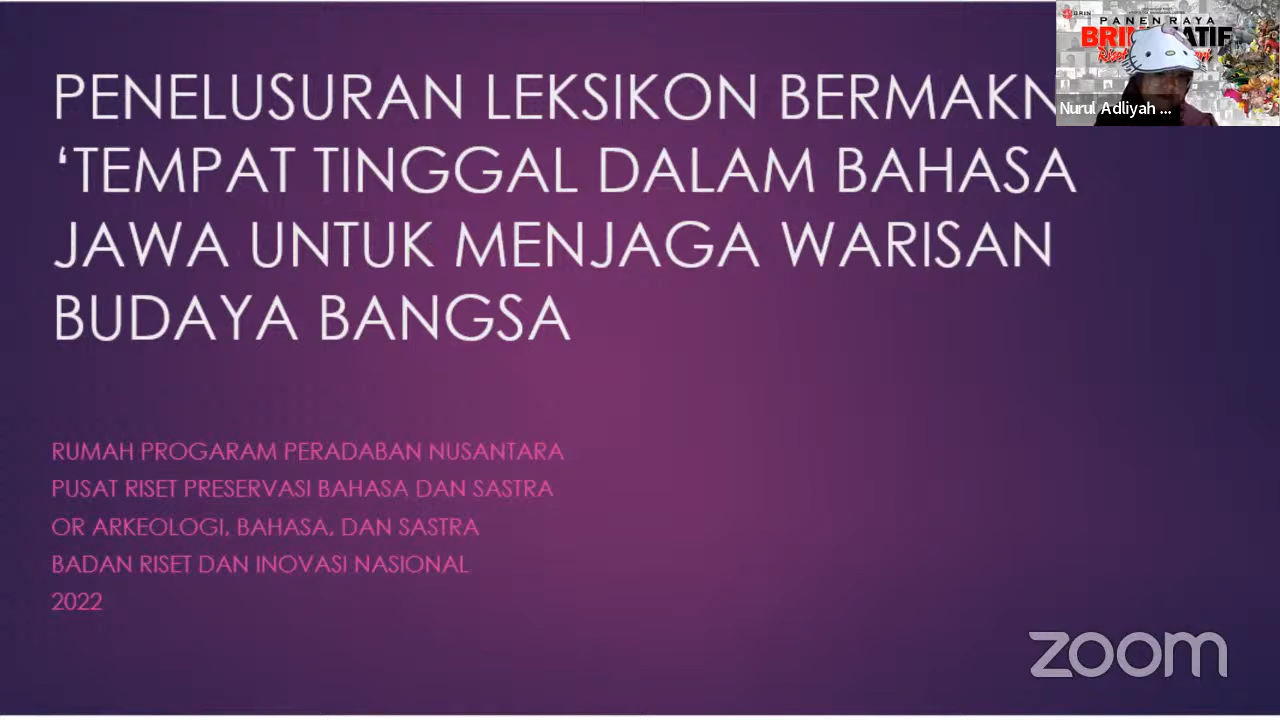 PENELUSURAN LEKSIKON BERMAKN
‘TEMPAT TINGGAL DALAM BAHASA
JAWA UNTUK MENJAGA WARISAN
BUDAYA BANGSA
RUMAH PROGARAM PERADABAN NUSANTARA
PUSAT RISET PRESERVASI BAHASA DAN SASTRA
OR ARKEOLOGI, BAHASA, DAN SASTRA
BADAN RISET DAN INOVASI NASIONAL
2022
BRIN
PANEN RAYA
Nurul Adliyah ...
zoom